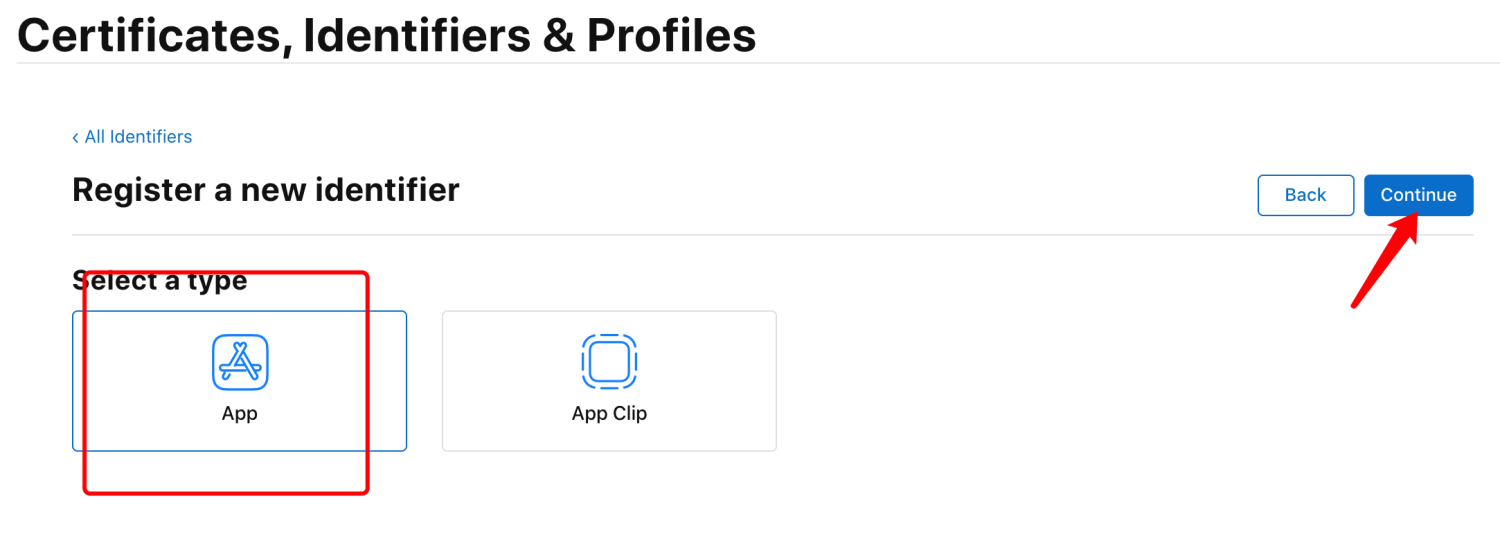 Certificates, Identifiers & Profiles
‹ All Identifiers
Register a new identifier
Back
Continue
Select a type
App
App Clip